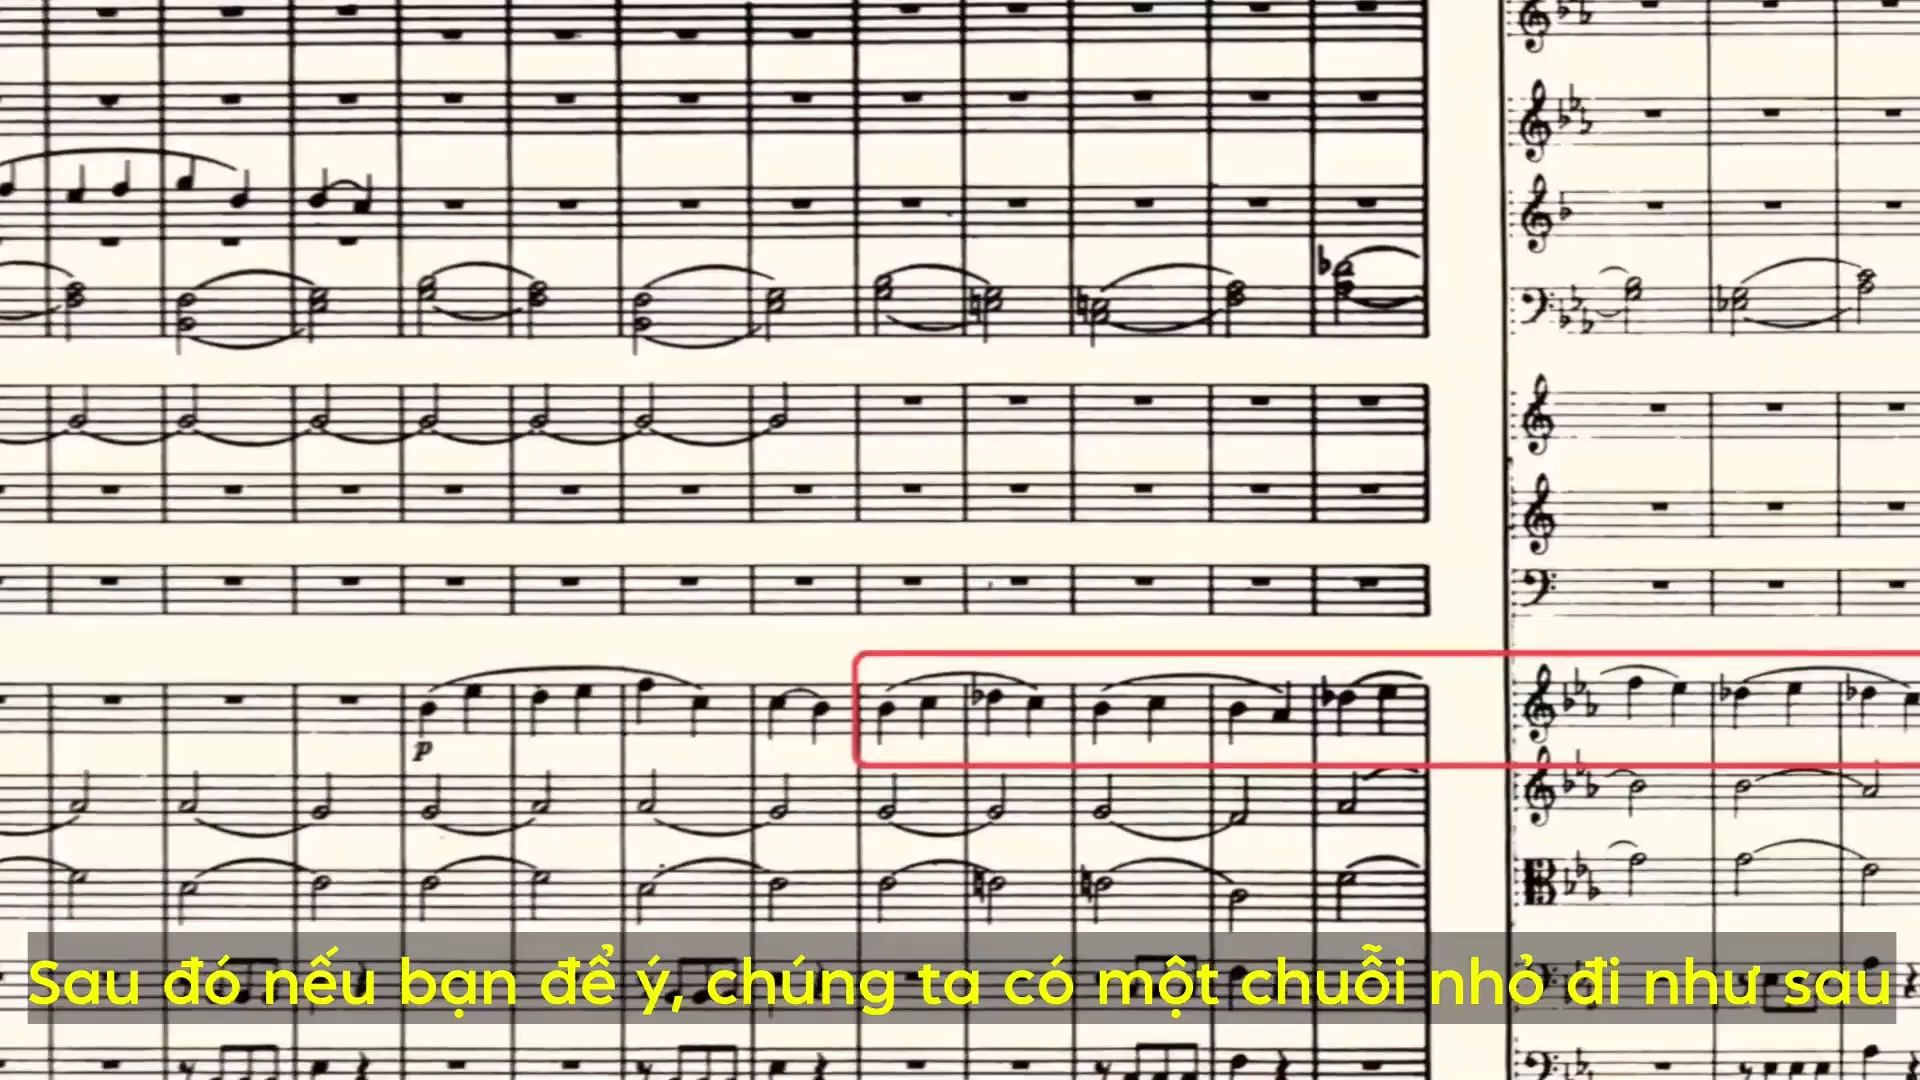 p
Sau đó nếu bạn để ý, chúng ta có một chuỗi nhỏ đi như sau